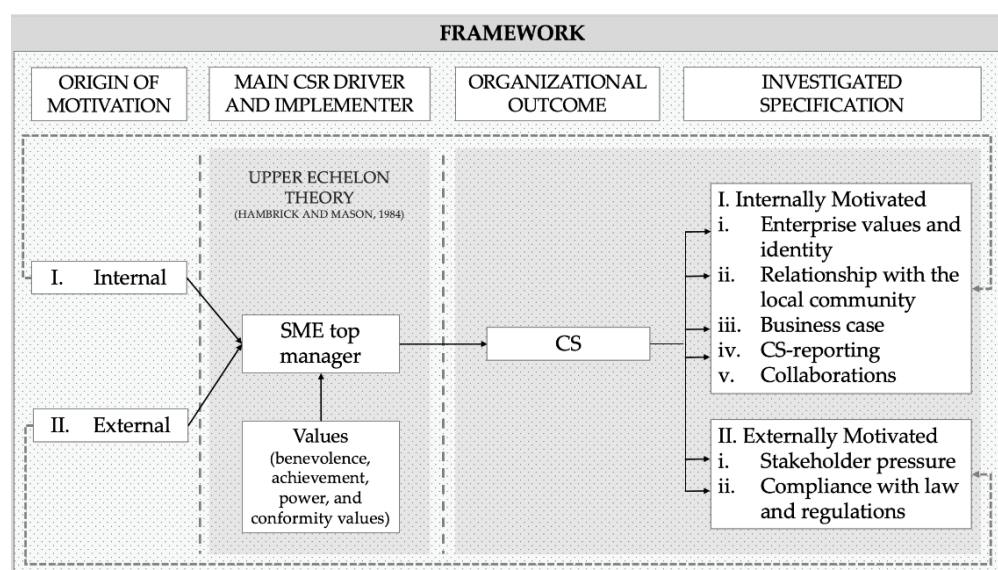 FRAMEWORK
ORIGIN OF
MOTIVATION
MAIN CSR DRIVER
AND IMPLEMENTER
ORGANIZATIONAL
OUTCOME
INVESTIGATED
SPECIFICATION
UPPER ECHELON
THEORY
(HAMBRICK AND MASON, 1984)
I. Internal
II. External
SME top
manager
Values
(benevolence,
achievement,
power, and
conformity values)
CS
I. Internally Motivated
i. Enterprise values and
identity
ii. Relationship with the
local community
iii. Business case
iv. CS-reporting
v. Collaborations
II. Externally Motivated
i. Stakeholder pressure
ii. Compliance with law
and regulations